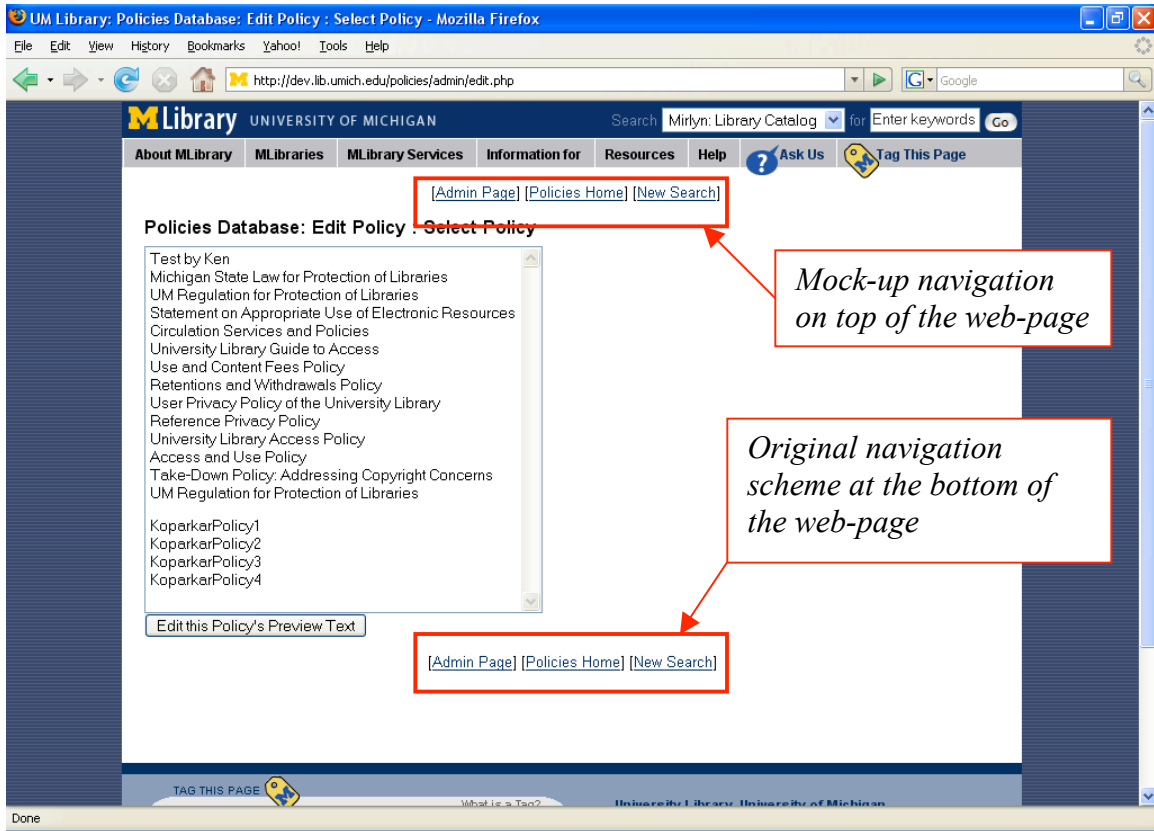 UM Library: Policies Database: Edit Policy : Select Policy - Mozilla Firefox
File Edit View History Bookmarks Yahoo! Tools Help
http://dev.lib.umich.edu/policies/admin/edit.php
Google
MLibrary UNIVERSITY OF MICHIGAN Search Mirlyn: Library Catalog for Enter keywords Go
About MLibrary MLibraries MLibrary Services Information for Resources Help Ask Us Tag This Page
[Admin Page] [Policies Home] [New Search]
Policies Database: Edit Policy : Select Policy
Test by Ken
Michigan State Law for Protection of Libraries
UM Regulation for Protection of Libraries
Statement on Appropriate Use of Electronic Resources
Circulation Services and Policies
University Library Guide to Access
Use and Content Fees Policy
Retentions and Withdrawals Policy
User Privacy Policy of the University Library
Reference Privacy Policy
University Library Access Policy
Access and Use Policy
Take-Down Policy: Addressing Copyright Concerns
UM Regulation for Protection of Libraries
KoparkarPolicy1
KoparkarPolicy2
KoparkarPolicy3
KoparkarPolicy4
Edit this Policy's Preview Text
Mock-up navigation
on top of the web-page
Original navigation
scheme at the bottom of
the web-page
[Admin Page] [Policies Home] [New Search]
TAG THIS PAGE
What is a Tag?
University Library, University of Michigan
Done